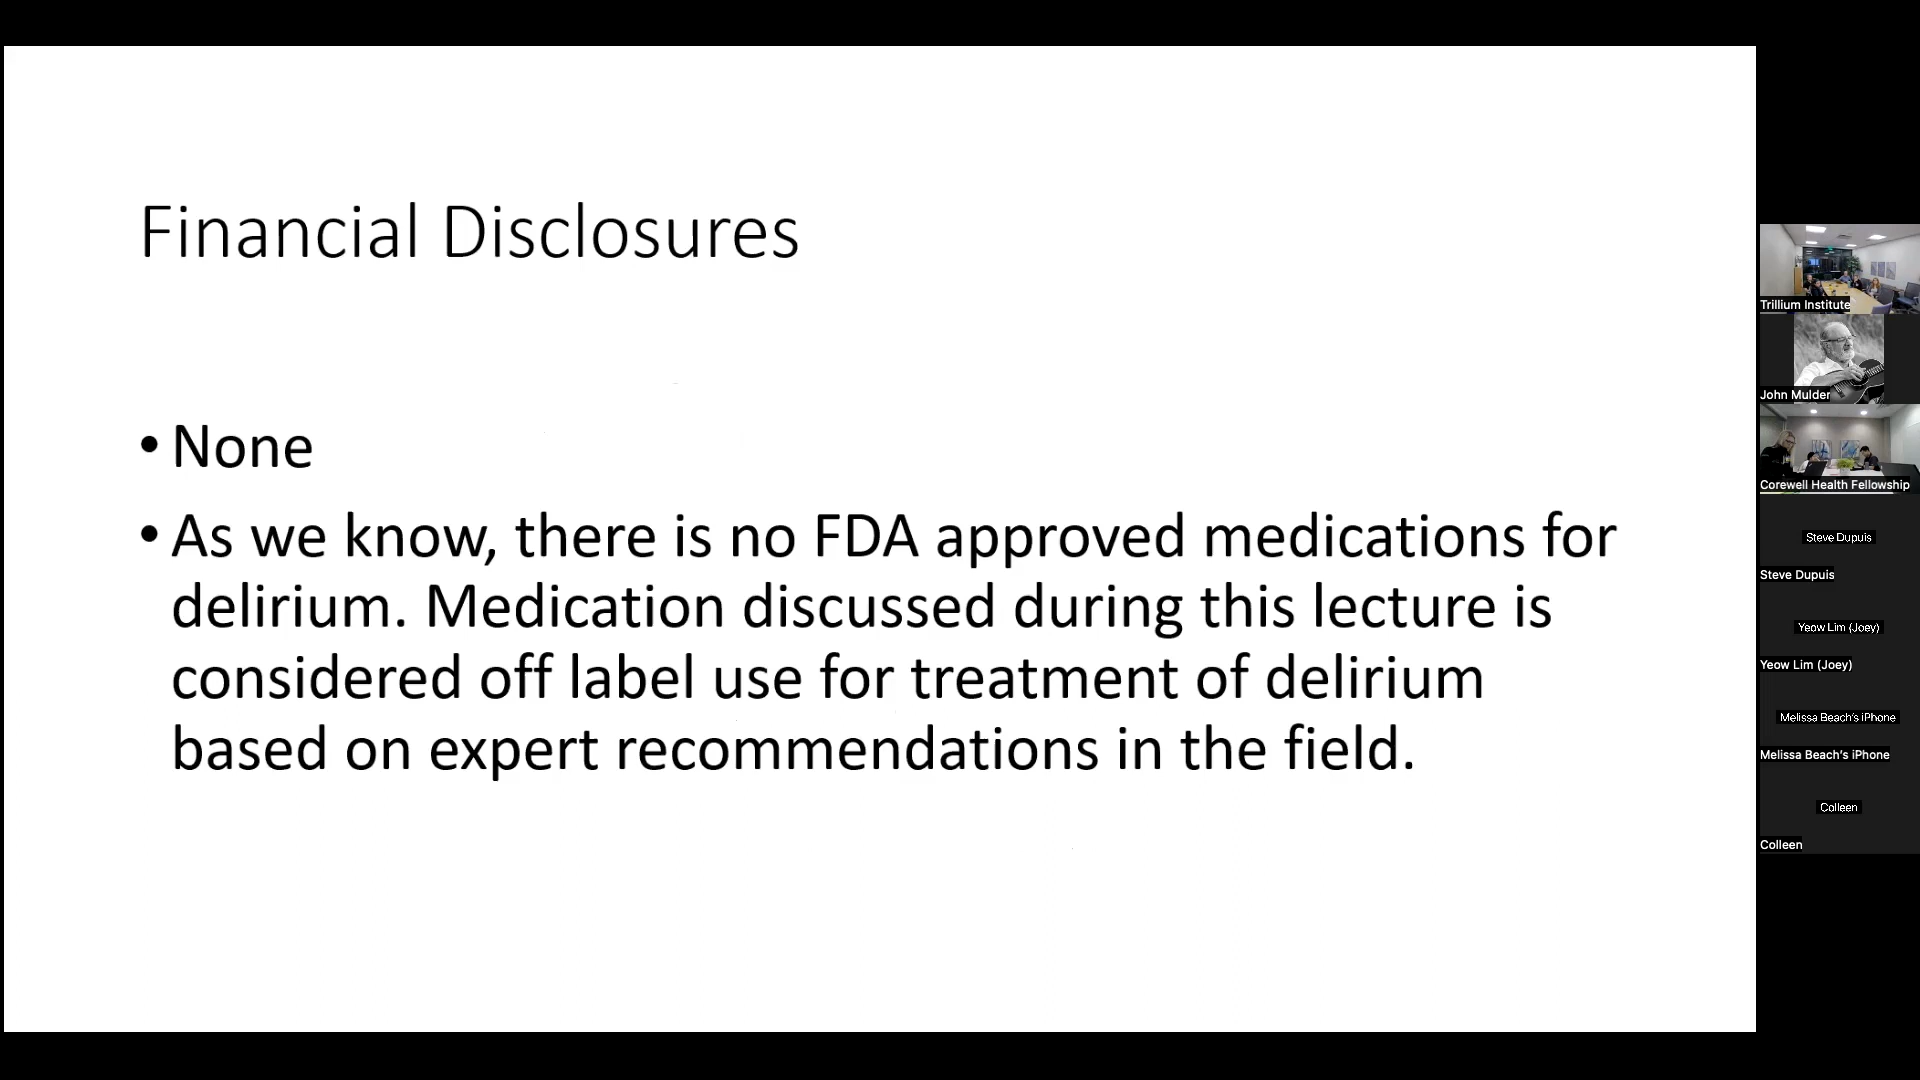 Financial Disclosures
• None
• As we know, there is no FDA approved medications for
delirium. Medication discussed during this lecture is
considered off label use for treatment of delirium
based on expert recommendations in the field.
Trillium Institute
John Mulder
Corewell Health Fellowship
Steve Dupuis
Steve Dupuis
Yeow Lim (Joey)
Yeow Lim (Joey)
Melissa Beach's iPhone
Melissa Beach's iPhone
Colleen
Colleen